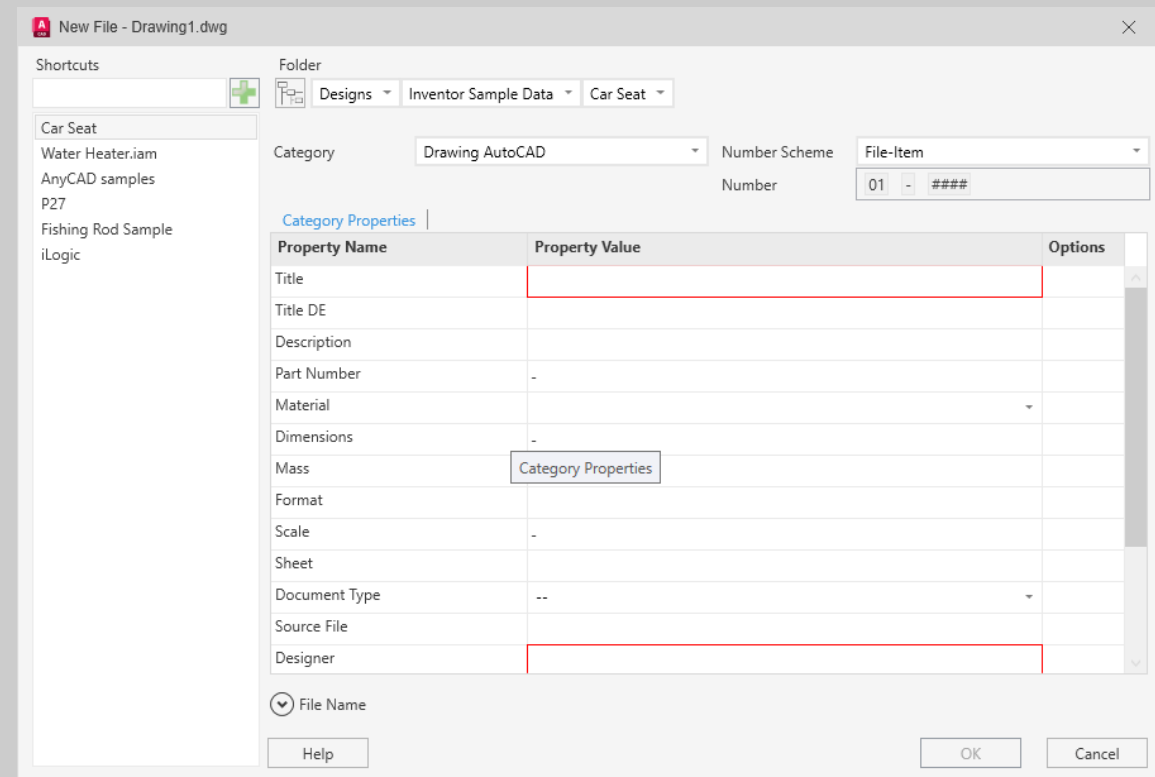 New File - Drawing1.dwg
Shortcuts
Folder
Designs
Inventor Sample Data
Car Seat
Car Seat
Water Heater.iam
AnyCAD samples
P27
Fishing Rod Sample
iLogic
Category
Drawing AutoCAD
Number Scheme
File-Item
Number
01 - ####
Category Properties
Property Name
Property Value
Options
Title
Title DE
Description
Part Number
-
Material
Dimensions
-
Mass
Category Properties
Format
Scale
-
Sheet
Document Type
--
Source File
Designer
File Name
Help
OK
Cancel